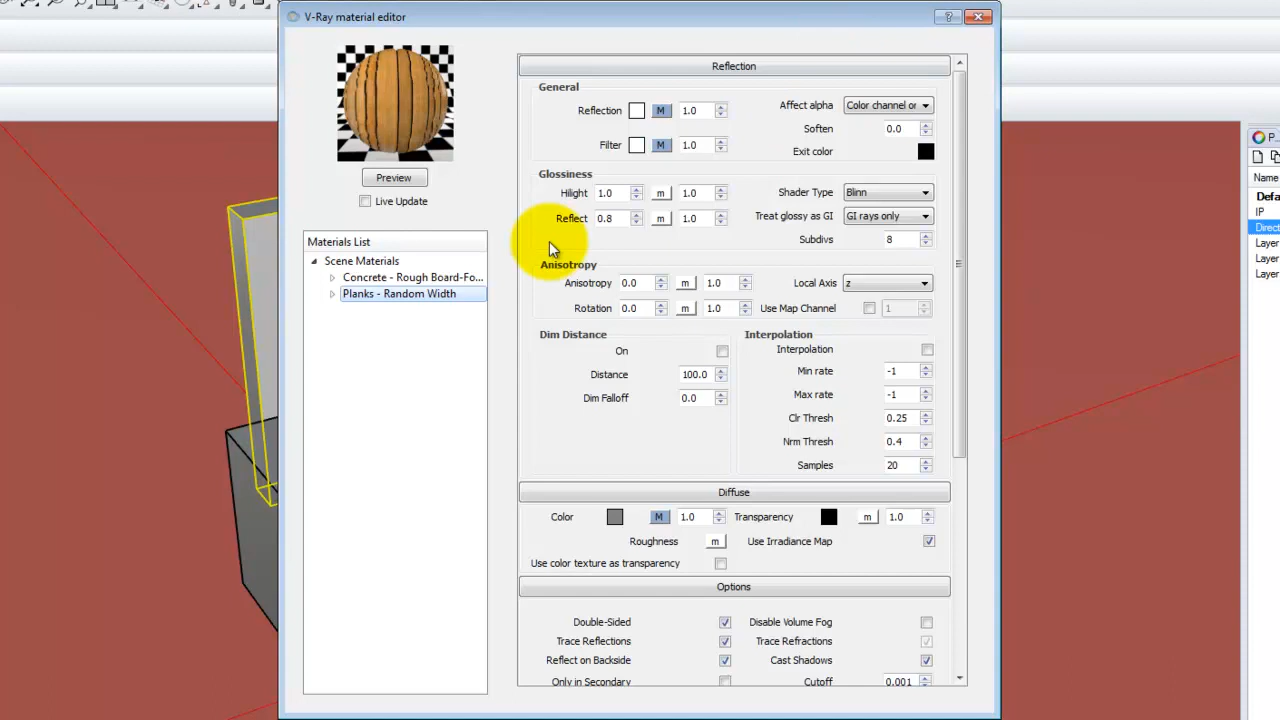 V-Ray material editor
?
Preview
Live Update
Materials List
Scene Materials
Concrete - Rough Board-Fo...
Planks - Random Width
Reflection
General
Reflection M 1.0 Affect alpha Color channel or
Soften 0.0
Filter M 1.0 Exit color
Glossiness
Hilight 1.0 m 1.0 Shader Type Blinn
Reflect 0.8 m 1.0 Treat glossy as GI GI rays only
Subdivs 8
Anisotropy
Anisotropy 0.0 m 1.0 Local Axis z
Rotation 0.0 m 1.0 Use Map Channel 1
Dim Distance Interpolation
On Interpolation
Distance 100.0 Min rate -1
Dim Falloff 0.0 Max rate -1
Clr Thresh 0.25
Nrm Thresh 0.4
Samples 20
Diffuse
Color M 1.0 Transparency m 1.0
Roughness m Use Irradiance Map
Use color texture as transparency
Options
Double-Sided Disable Volume Fog
Trace Reflections Trace Refractions
Reflect on Backside Cast Shadows
Only in Secondary Cutoff 0.001
P_
Name
Defa
IP
Direct
Layer
Layer
Layer